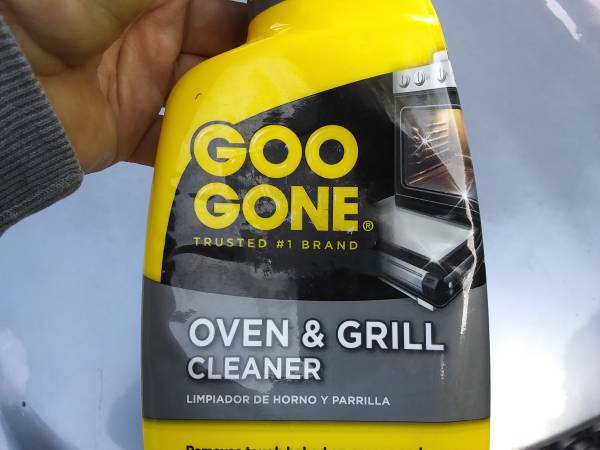 GOO
GONE®
TRUSTED #1 BRAND
OVEN & GRILL
CLEANER
LIMPIADOR DE HORNO Y PARRILLA